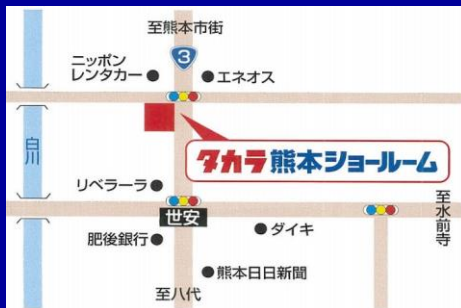 至熊本市街
3
ニッポン
レンタカー
エネオス
白川
タカラ熊本ショールーム
リベラーラ
世安
至水前寺
肥後銀行
ダイキ
熊本日日新聞
至八代